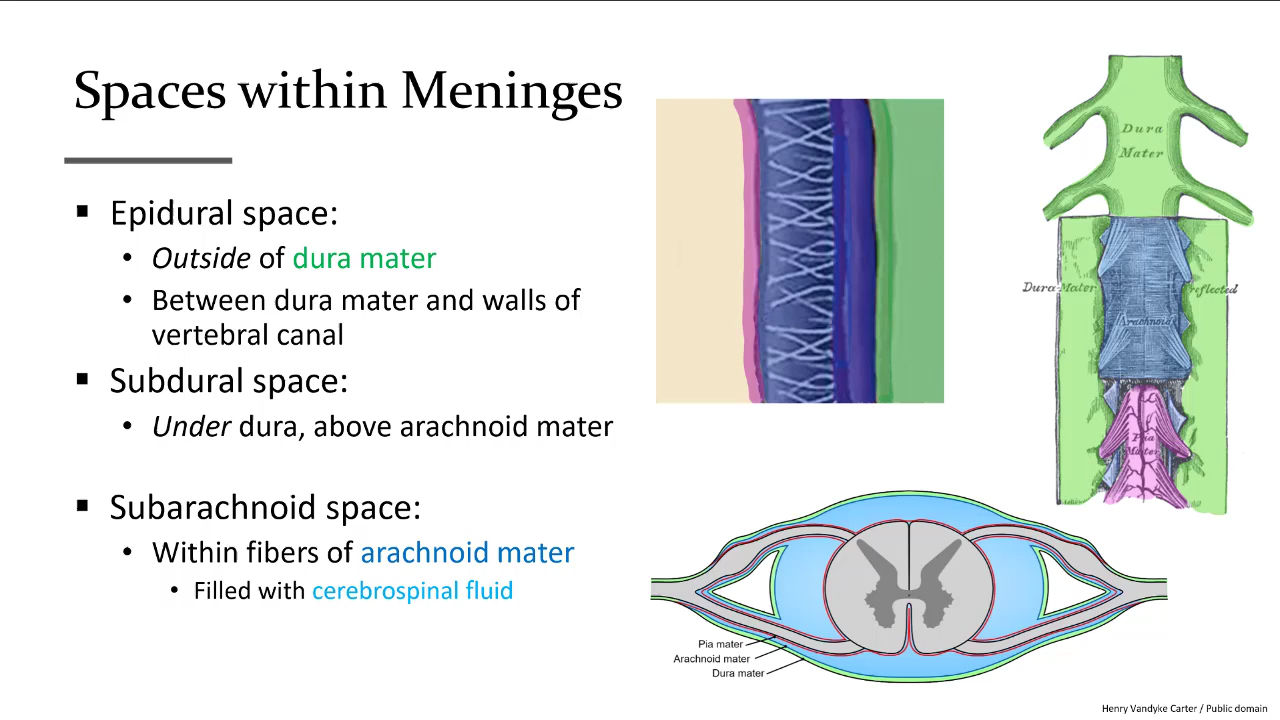 Spaces within Meninges
▪ Epidural space:
• Outside of dura mater
• Between dura mater and walls of
vertebral canal
▪ Subdural space:
• Under dura, above arachnoid mater
▪ Subarachnoid space:
• Within fibers of arachnoid mater
• Filled with cerebrospinal fluid
Dura
Mater
Dura Mater
reflected
Arachnoid
Pia
Mater
Pia mater
Arachnoid mater
Dura mater
Henry Vandyke Carter / Public domain